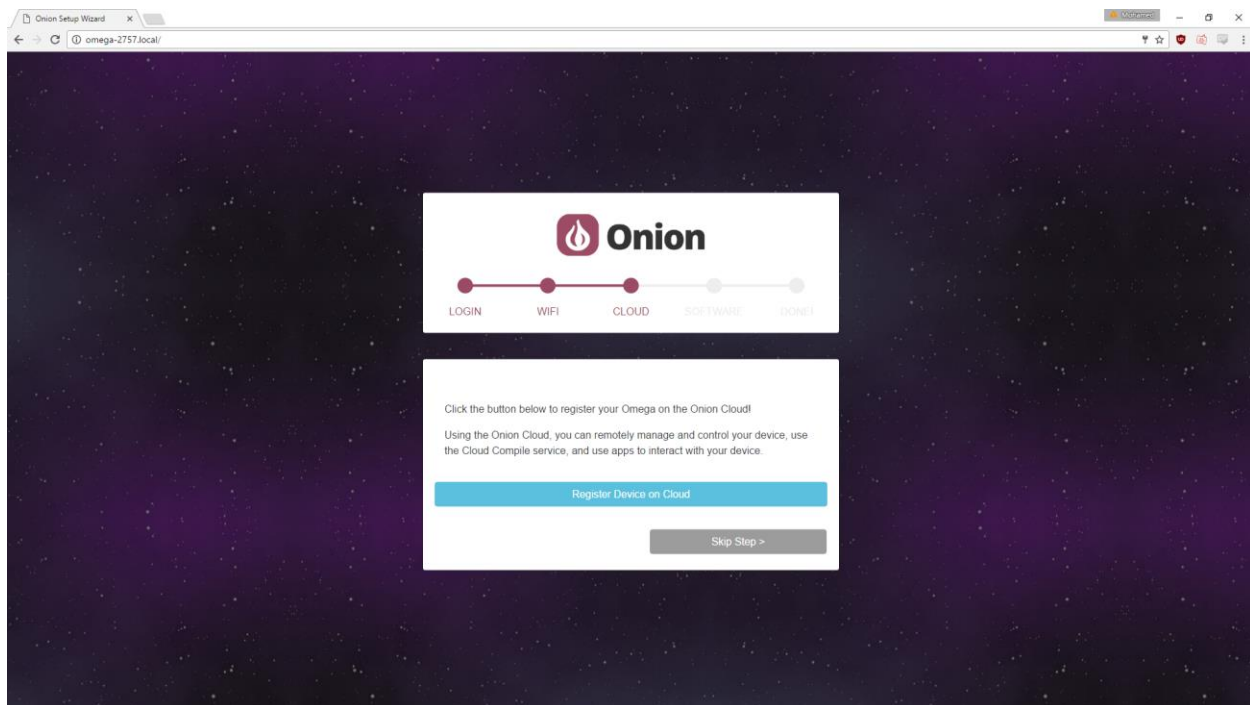 Onion Setup Wizard
Mohamed
omega-2757.local/
Onion
LOGIN WIFI CLOUD SOFTWARE DONE!
Click the button below to register your Omega on the Onion Cloud!
Using the Onion Cloud, you can remotely manage and control your device, use
the Cloud Compile service, and use apps to interact with your device.
Register Device on Cloud
Skip Step >